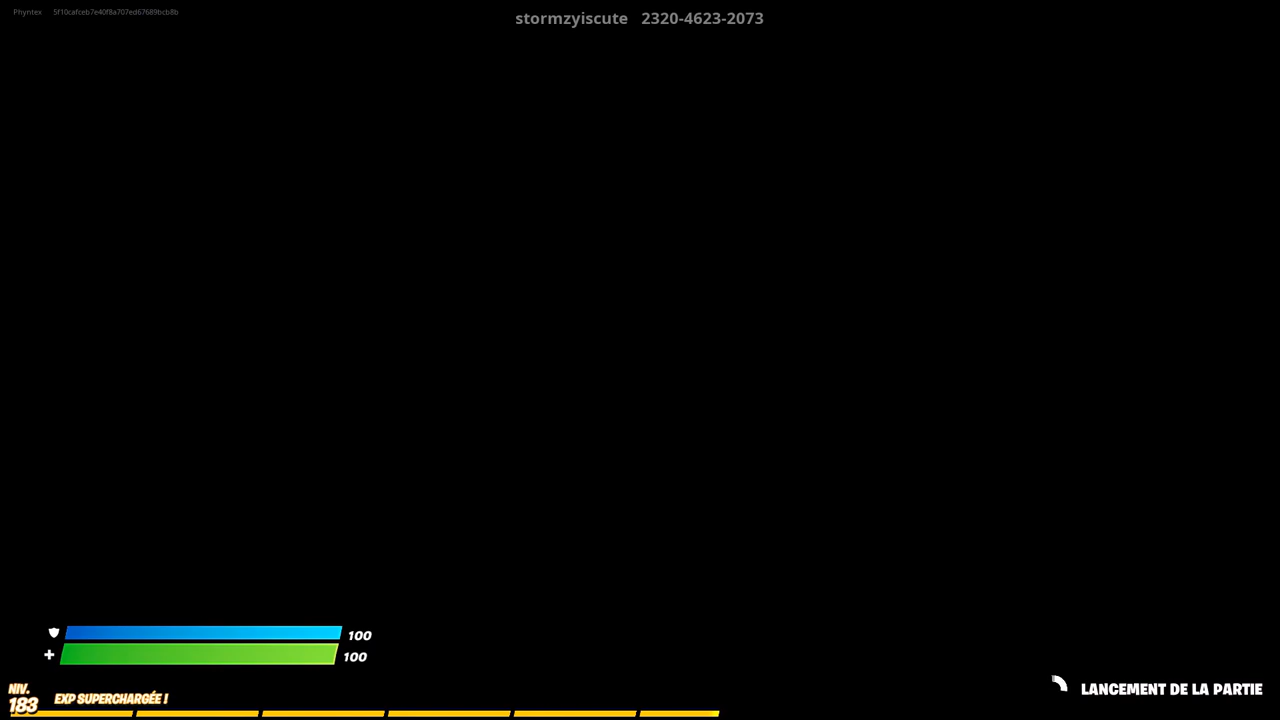 Phyntex 5f10cafceb7e40f8a707ed67689bcb8b
stormzyiscute 2320-4623-2073
100
100
NIV.
183
EXP SUPERCHARGÉE !
LANCEMENT DE LA PARTIE